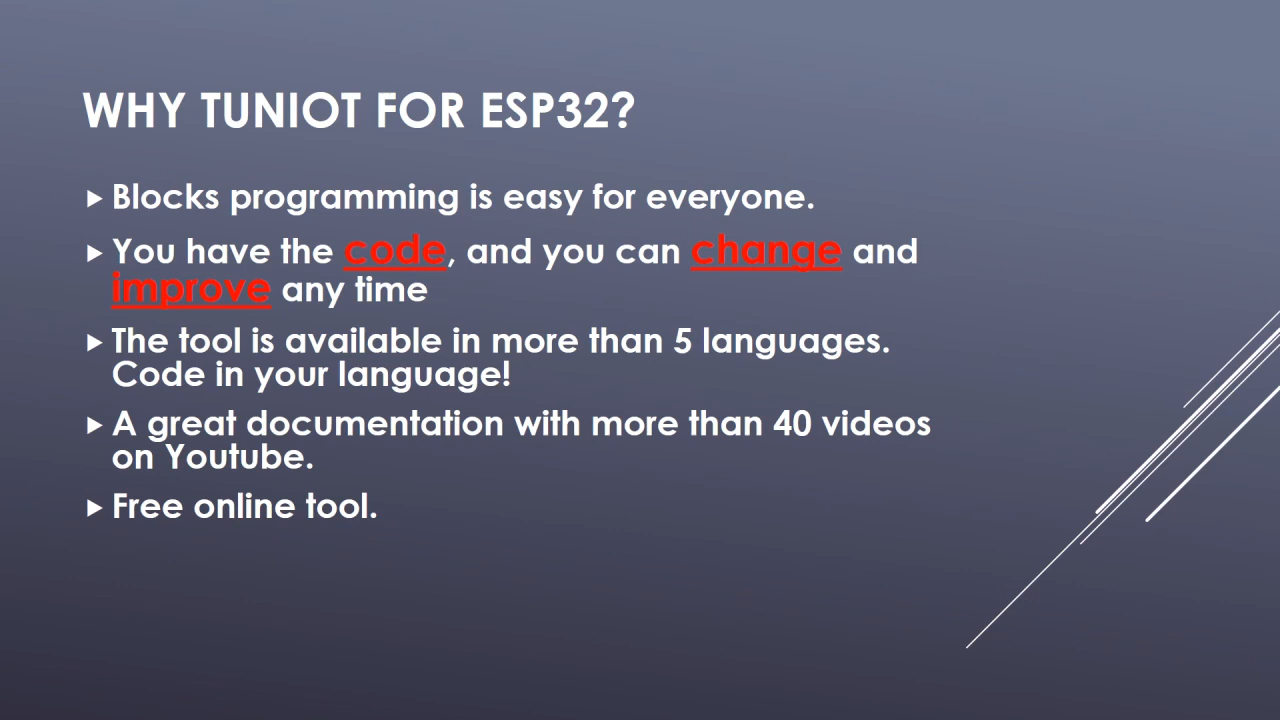 WHY TUNIOT FOR ESP32?
Blocks programming is easy for everyone.
You have the code, and you can change and
improve any time
The tool is available in more than 5 languages.
Code in your language!
A great documentation with more than 40 videos
on Youtube.
Free online tool.